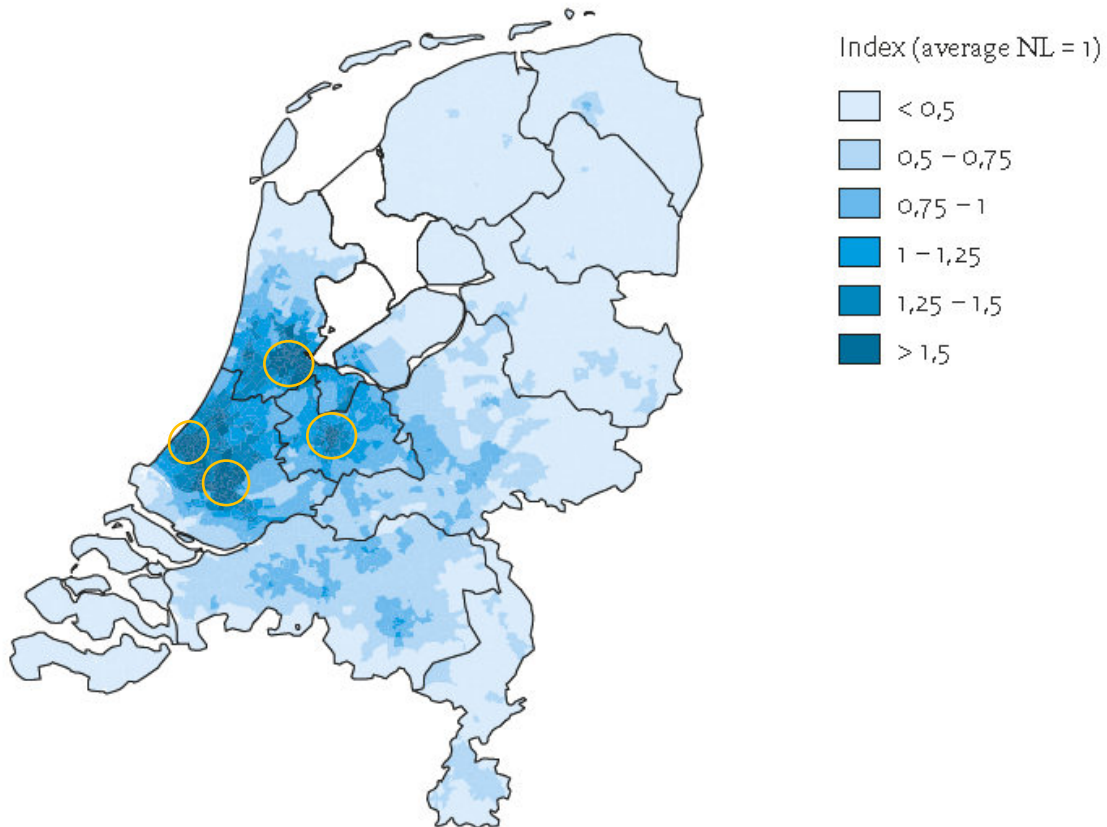 Index (average NL = 1)
< 0,5
0,5 – 0,75
0,75 – 1
1 – 1,25
1,25 – 1,5
> 1,5